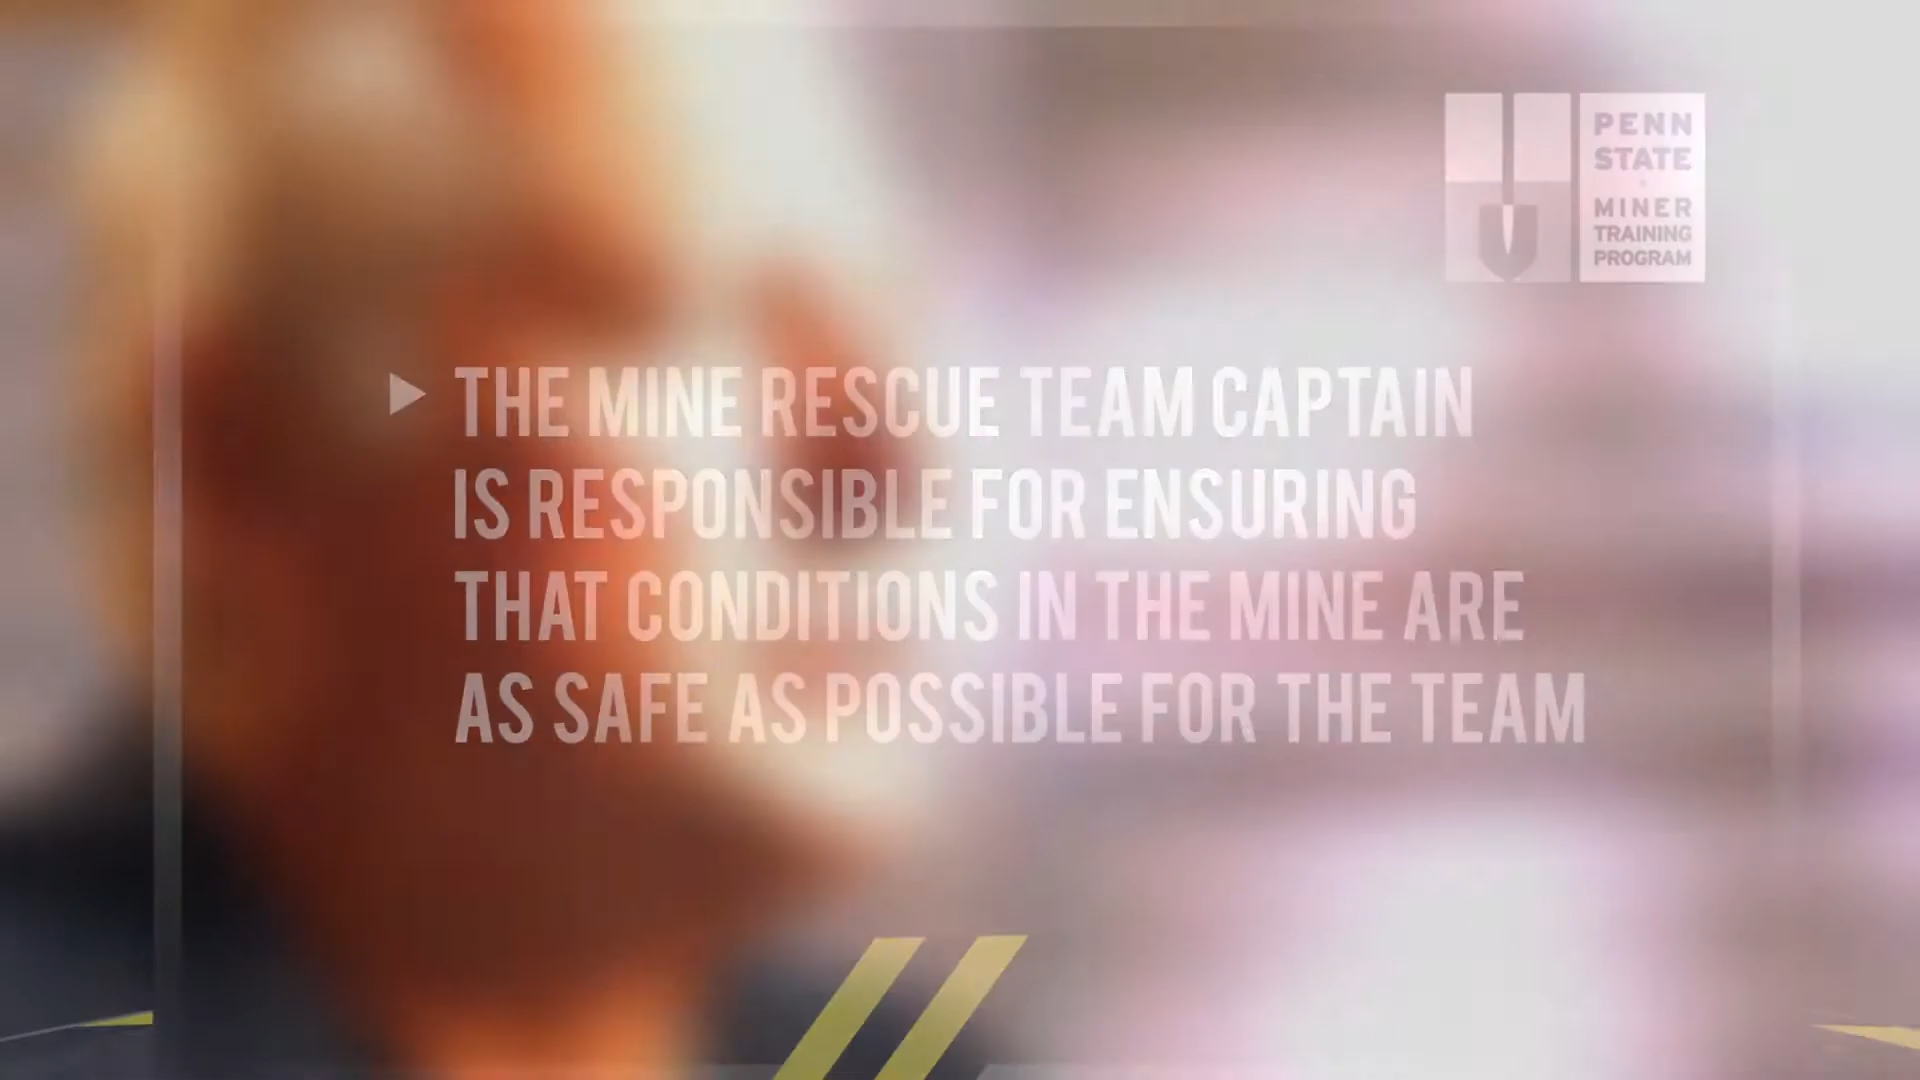 PENN
STATE
MINER
TRAINING
PROGRAM
THE MINE RESCUE TEAM CAPTAIN
IS RESPONSIBLE FOR ENSURING
THAT CONDITIONS IN THE MINE ARE
AS SAFE AS POSSIBLE FOR THE TEAM